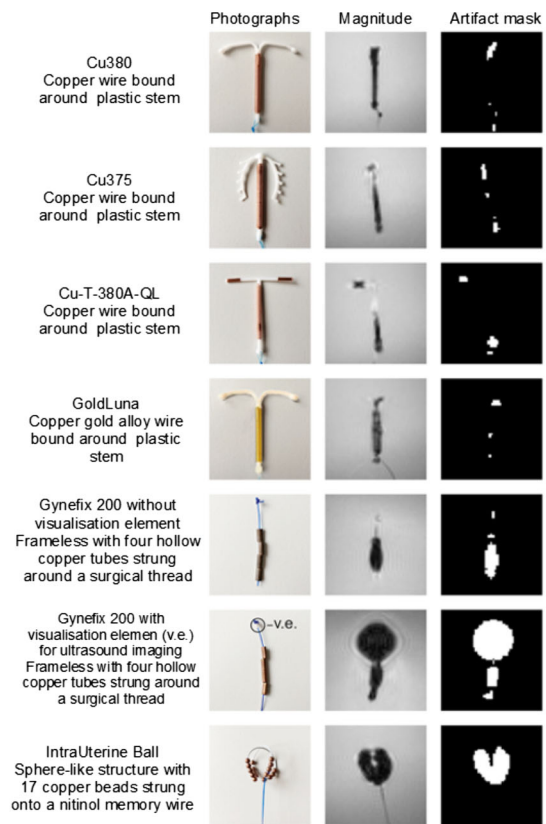 Photographs Magnitude Artifact mask
Cu380
Copper wire bound
around plastic stem
Cu375
Copper wire bound
around plastic stem
Cu-T-380A-QL
Copper wire bound
around plastic stem
GoldLuna
Copper gold alloy wire
bound around plastic
stem
Gynefix 200 without
visualisation element
Frameless with four hollow
copper tubes strung
around a surgical thread
Gynefix 200 with
visualisation elemen (v.e.)
for ultrasound imaging
Frameless with four hollow
copper tubes strung around
a surgical thread
-v.e.
IntraUterine Ball
Sphere-like structure with
17 copper beads strung
onto a nitinol memory wire